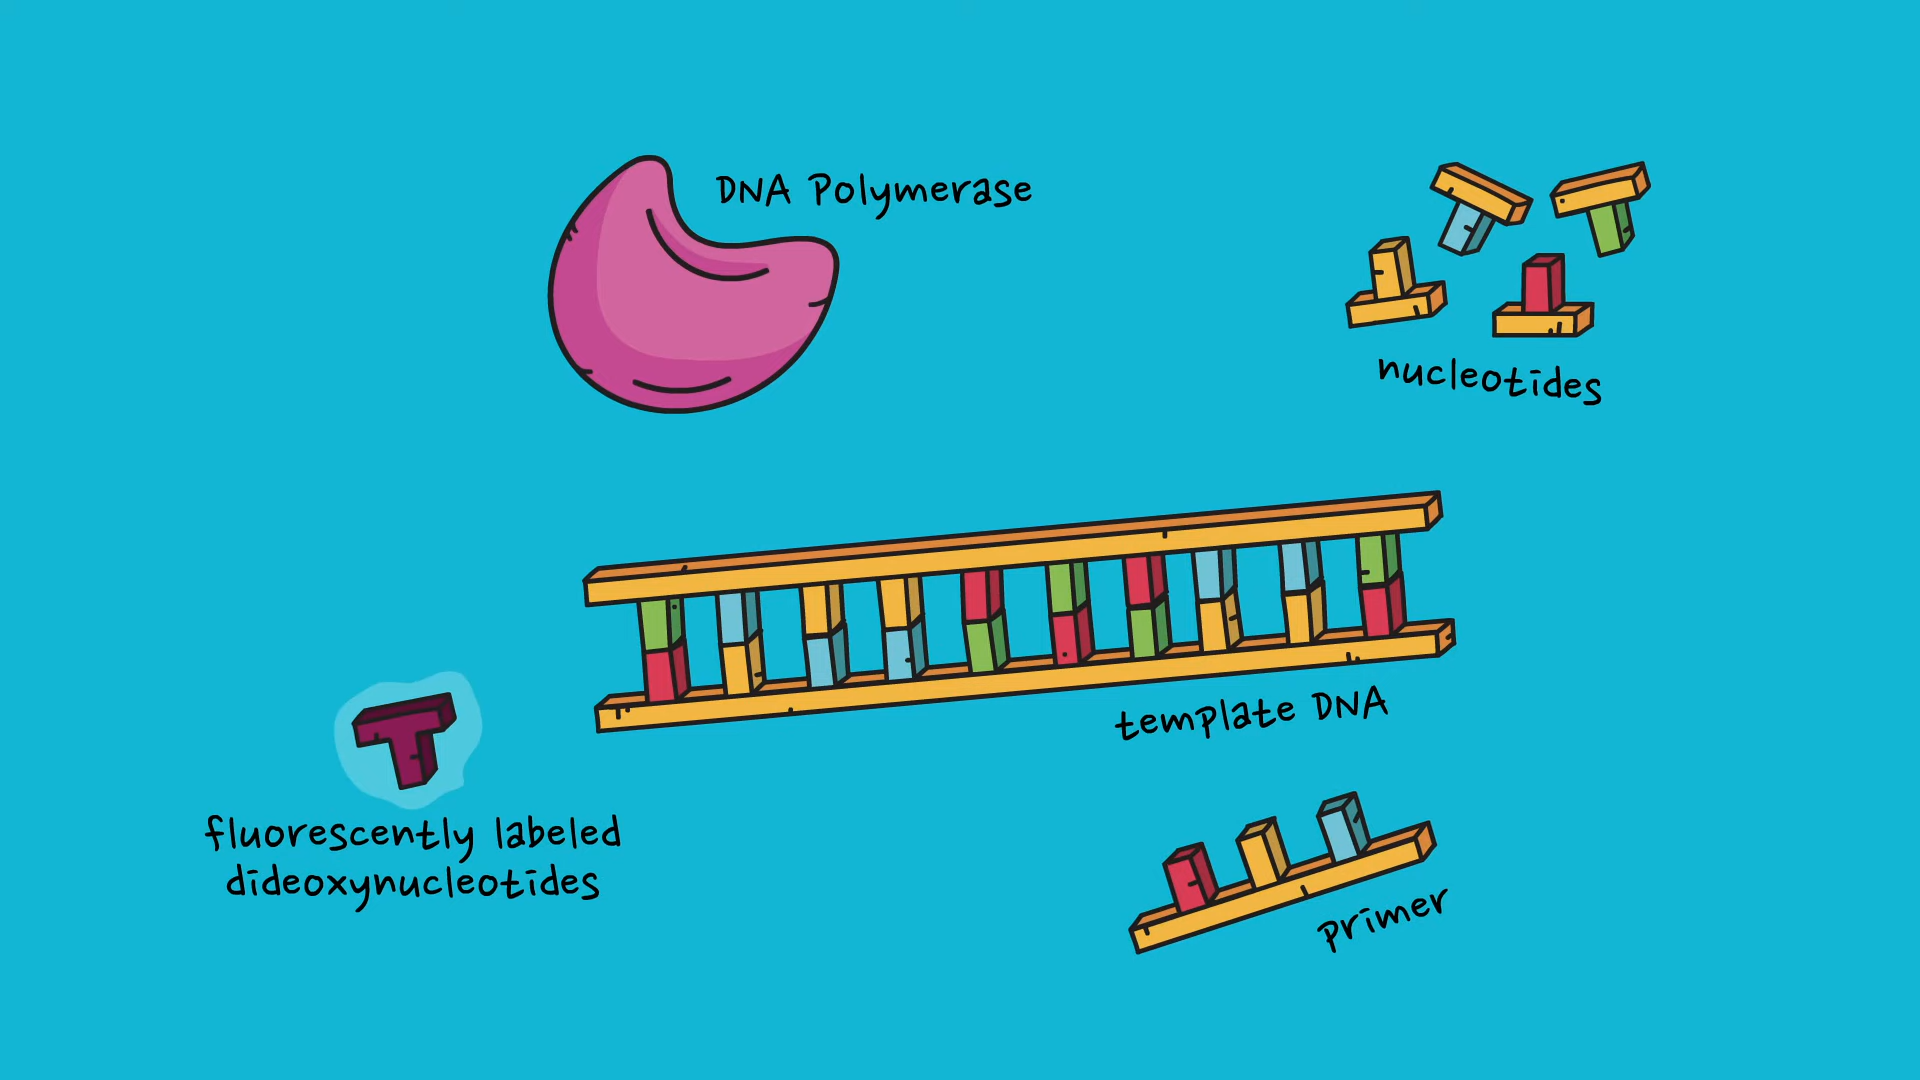 DNA Polymerase
nucleotides
template DNA
fluorescently labeled
dideoxynucleotides
primer